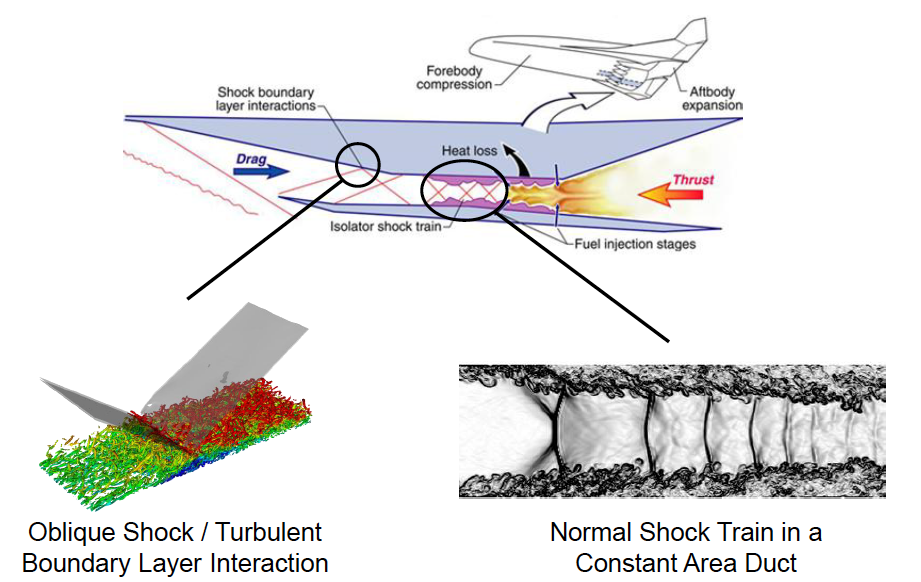 Forebody
compression
Aftbody
expansion
Shock boundary
layer interactions
Heat loss
Drag
Thrust
Isolator shock train
Fuel injection stages
Oblique Shock / Turbulent
Boundary Layer Interaction
Normal Shock Train in a
Constant Area Duct